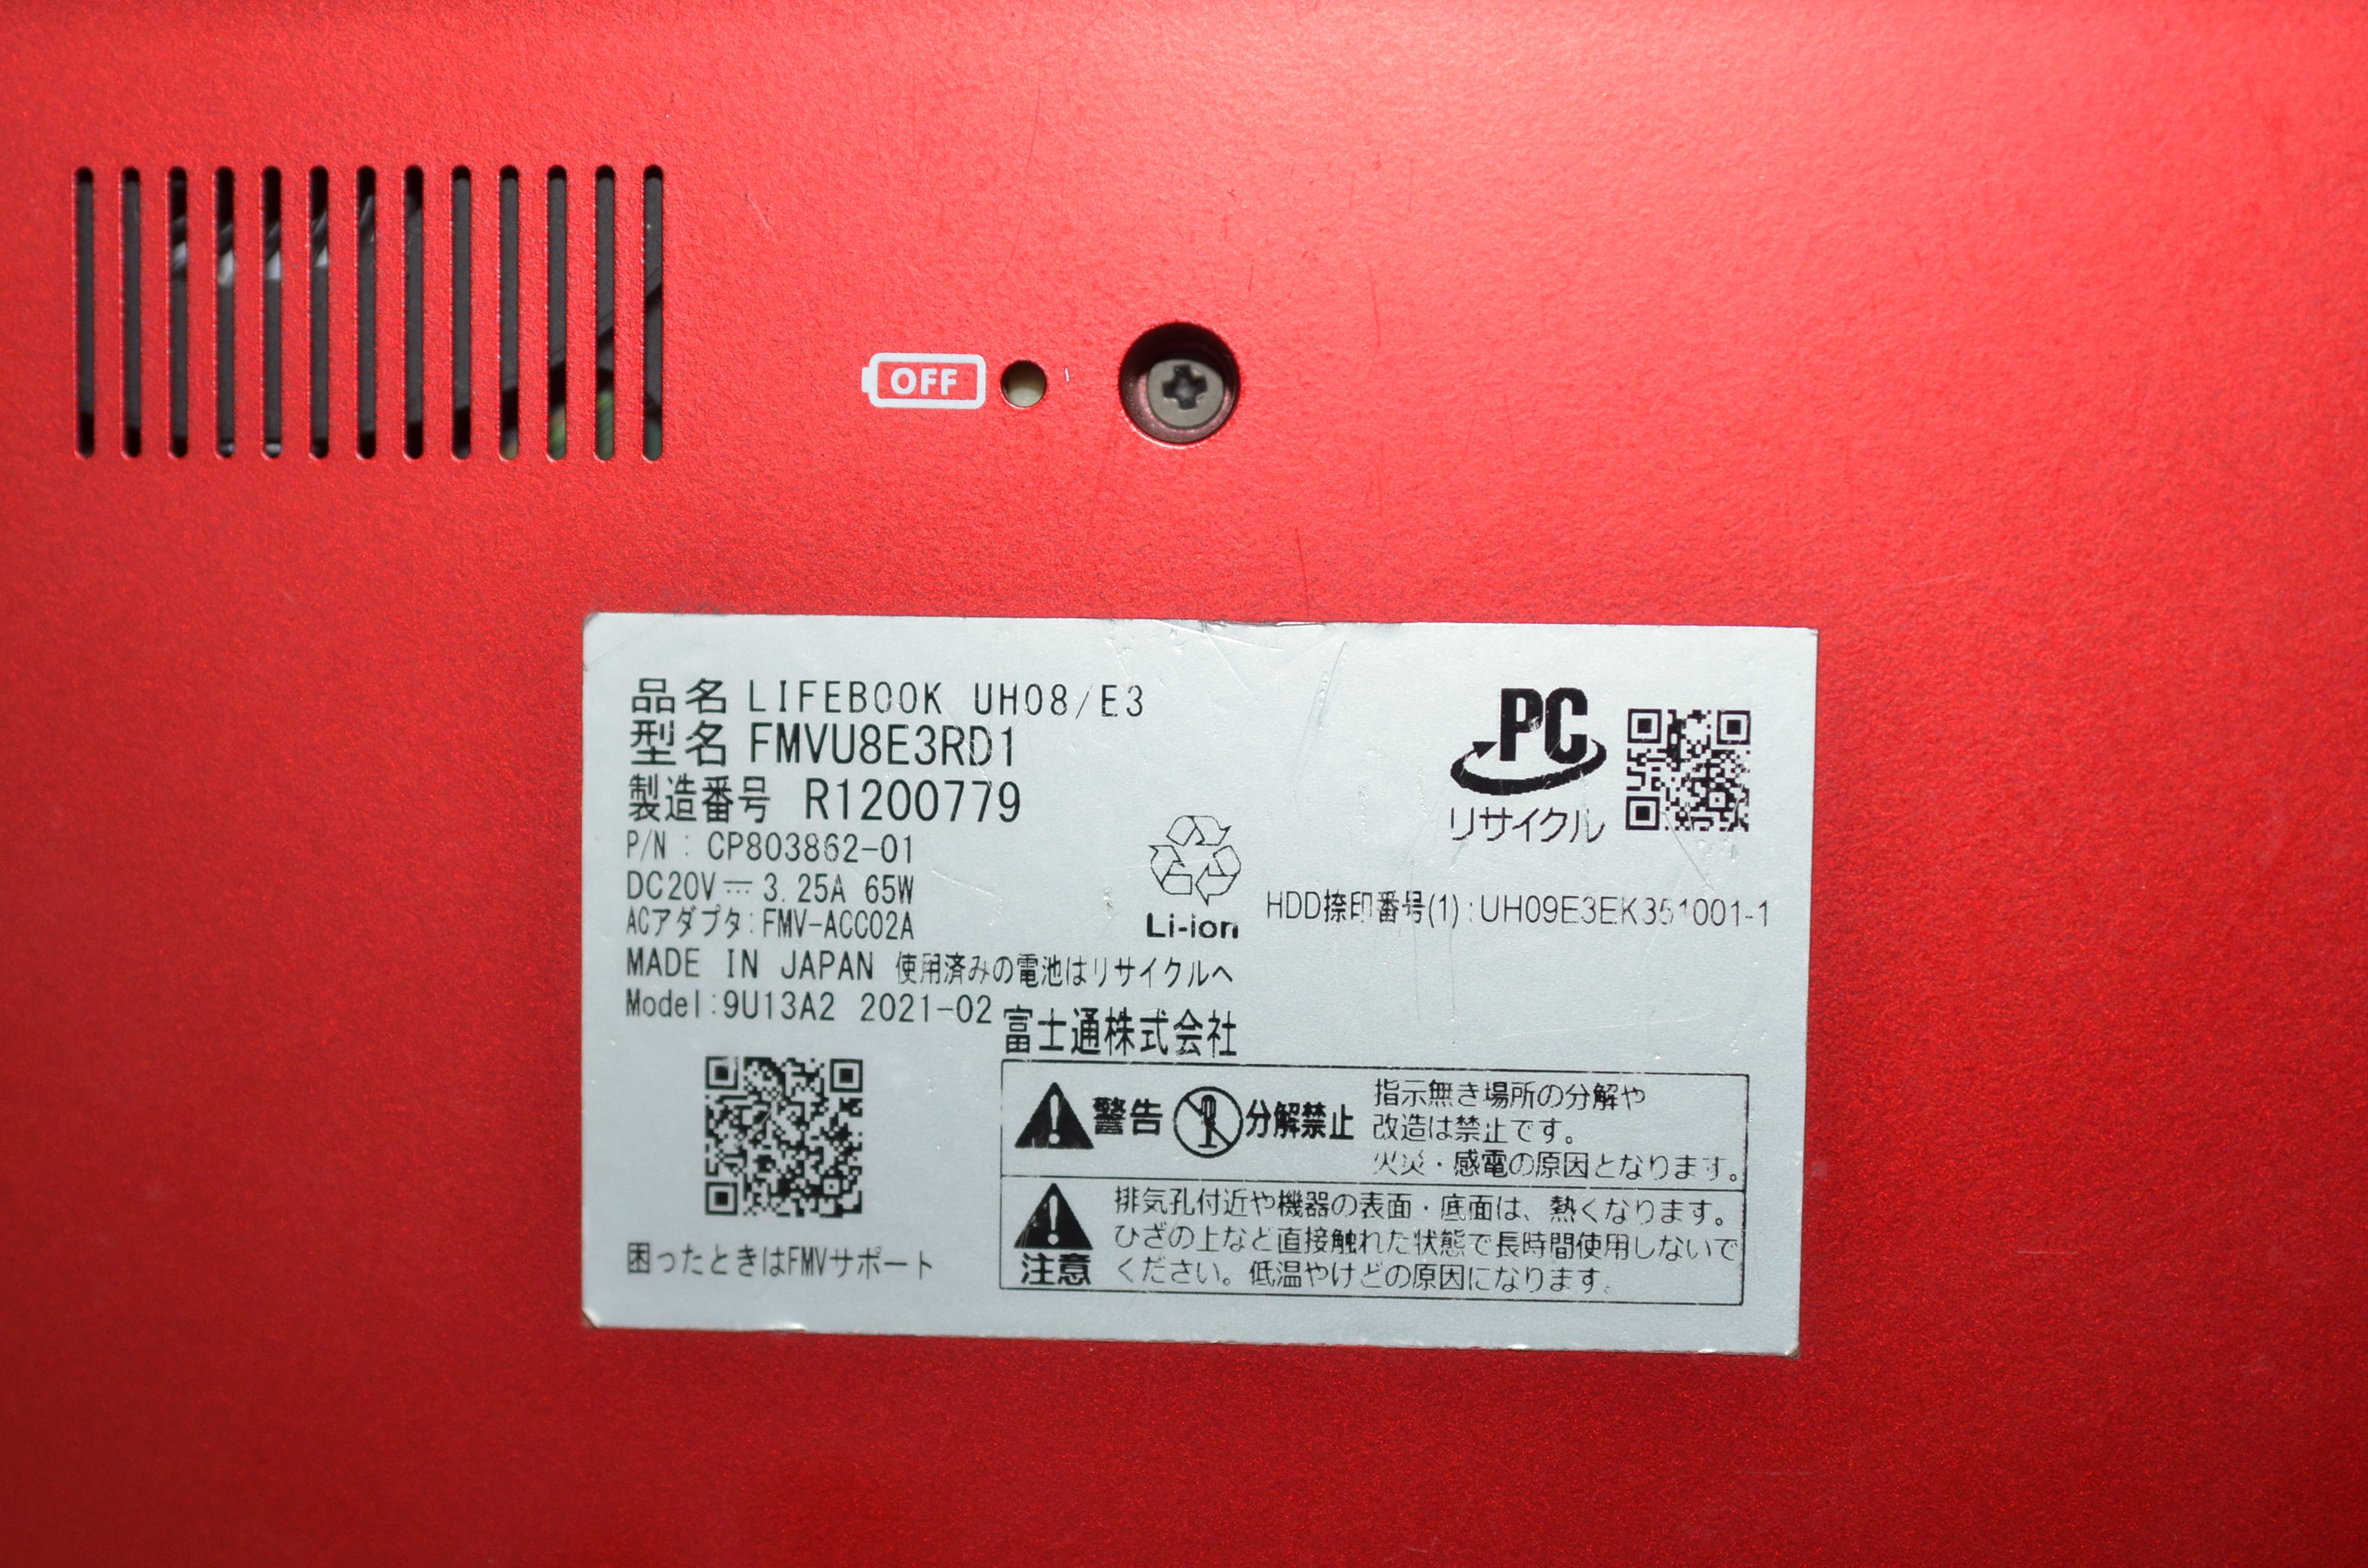 OFF
品名 LIFEBOOK UH08/E3
型名 FMVU8E3RD1
製造番号 R1200779
P/N : CP803862-01
DC20V⎓3.25A 65W
ACアダプタ:FMV-ACC02A
MADE IN JAPAN 使用済みの電池はリサイクルへ
Model:9U13A2 2021-02
富士通株式会社
Li-ion
PC
リサイクル
HDD捺印番号(1):UH09E3EK351001-1
困ったときはFMVサポート
警告 分解禁止
指示無き場所の分解や
改造は禁止です。
火災・感電の原因となります。
注意
排気孔付近や機器の表面・底面は、熱くなります。
ひざの上など直接触れた状態で長時間使用しないで
ください。低温やけどの原因になります。